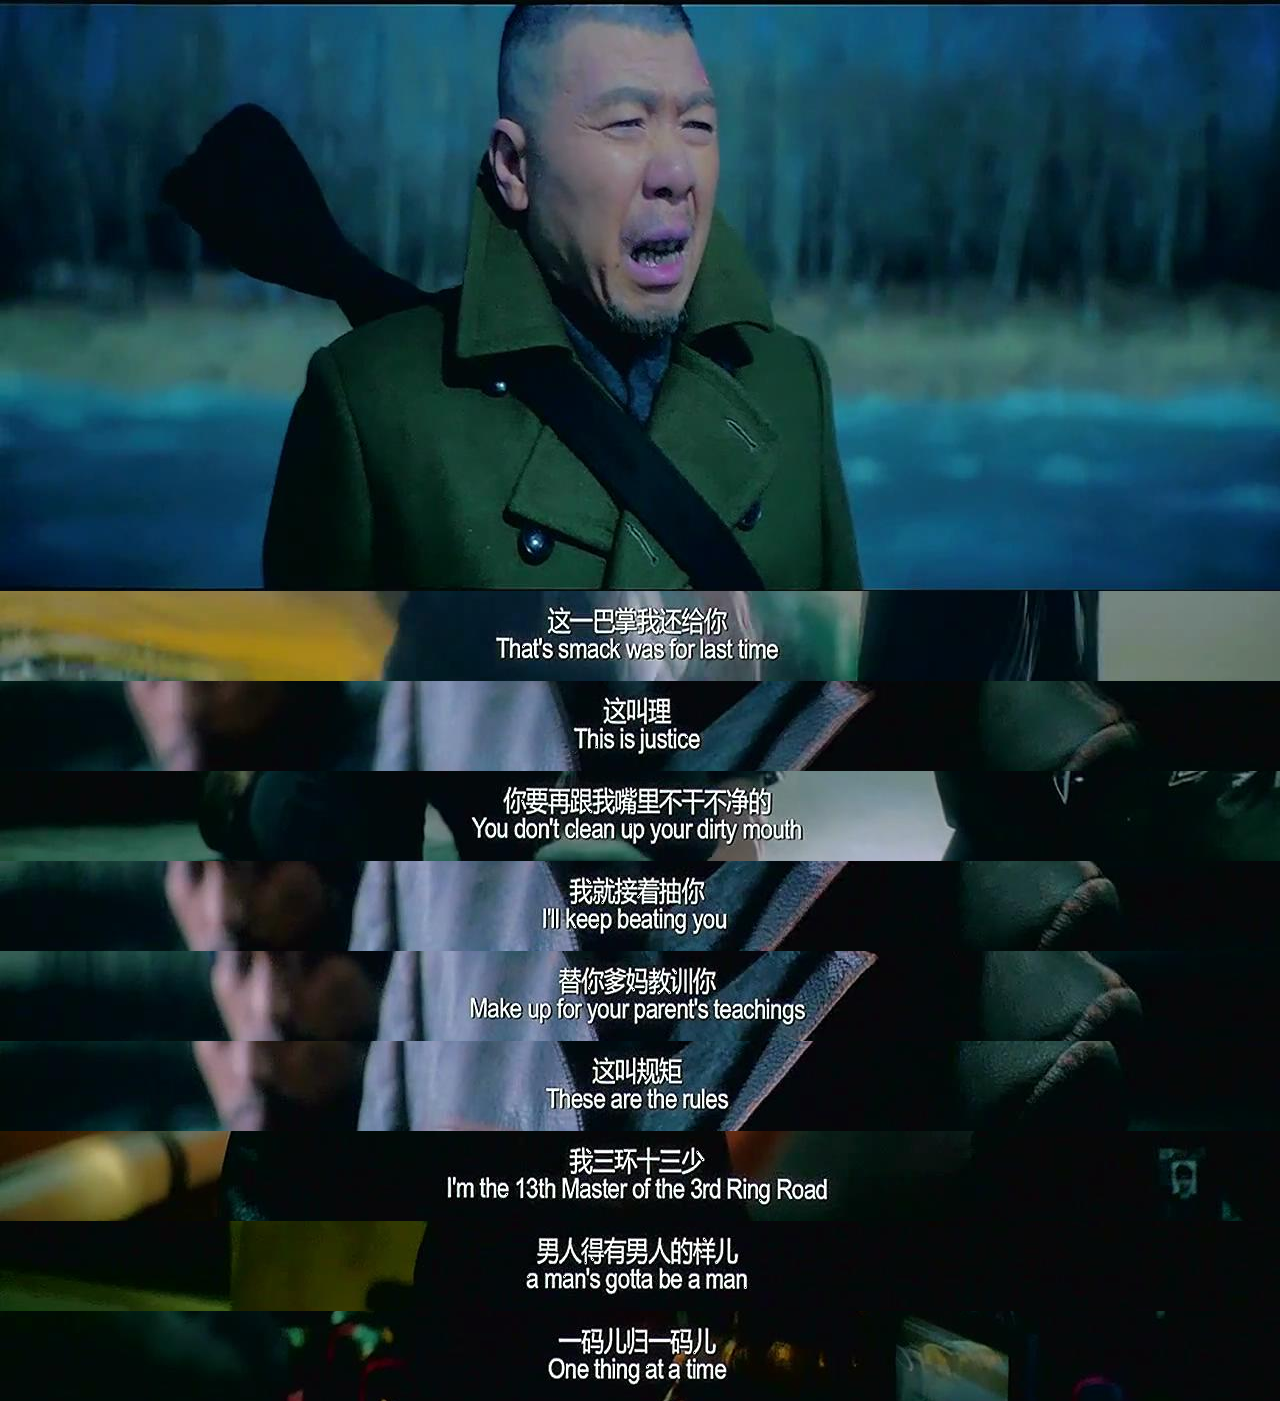 这一巴掌我还给你
That's smack was for last time
这叫理
This is justice
你要再跟我嘴里不干不净的
You don't clean up your dirty mouth
我就接着抽你
I'll keep beating you
替你爹妈教训你
Make up for your parent's teachings
这叫规矩
These are the rules
我三环十三少
I'm the 13th Master of the 3rd Ring Road
男人得有男人的样儿
a man's gotta be a man
一码儿归一码儿
One thing at a time